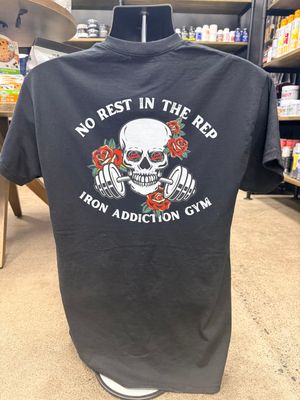 NO REST IN THE REP
IRON ADDICTION GYM